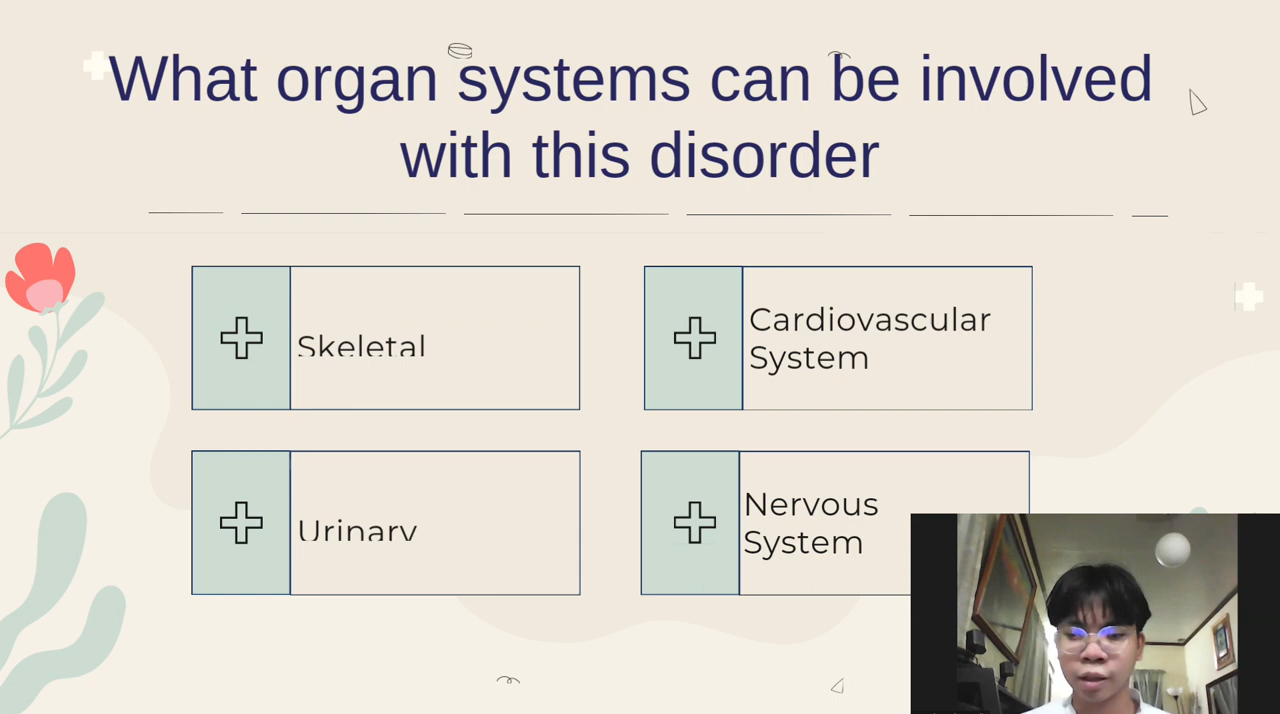 What organ systems can be involved
with this disorder
Skeletal
Cardiovascular
System
Urinary
Nervous
System